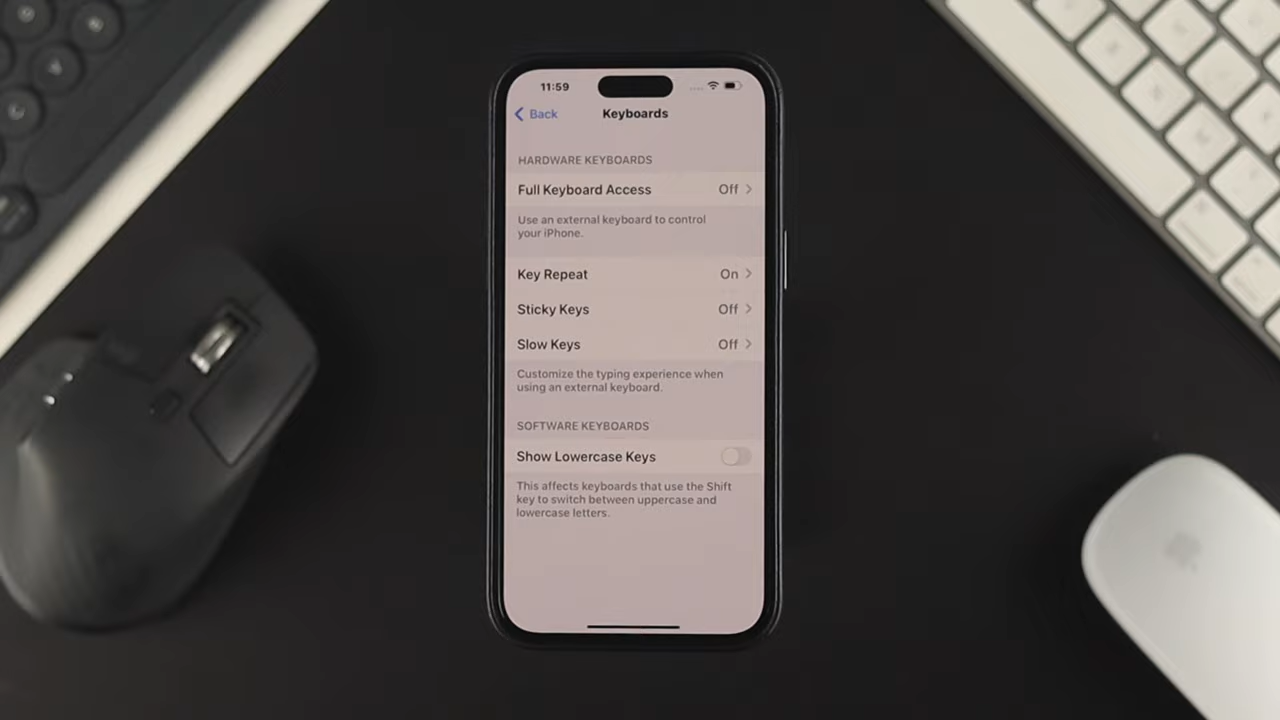 11:59
Back
Keyboards
HARDWARE KEYBOARDS
Full Keyboard Access Off
Use an external keyboard to control
your iPhone.
Key Repeat On
Sticky Keys Off
Slow Keys Off
Customize the typing experience when
using an external keyboard.
SOFTWARE KEYBOARDS
Show Lowercase Keys
This affects keyboards that use the Shift
key to switch between uppercase and
lowercase letters.